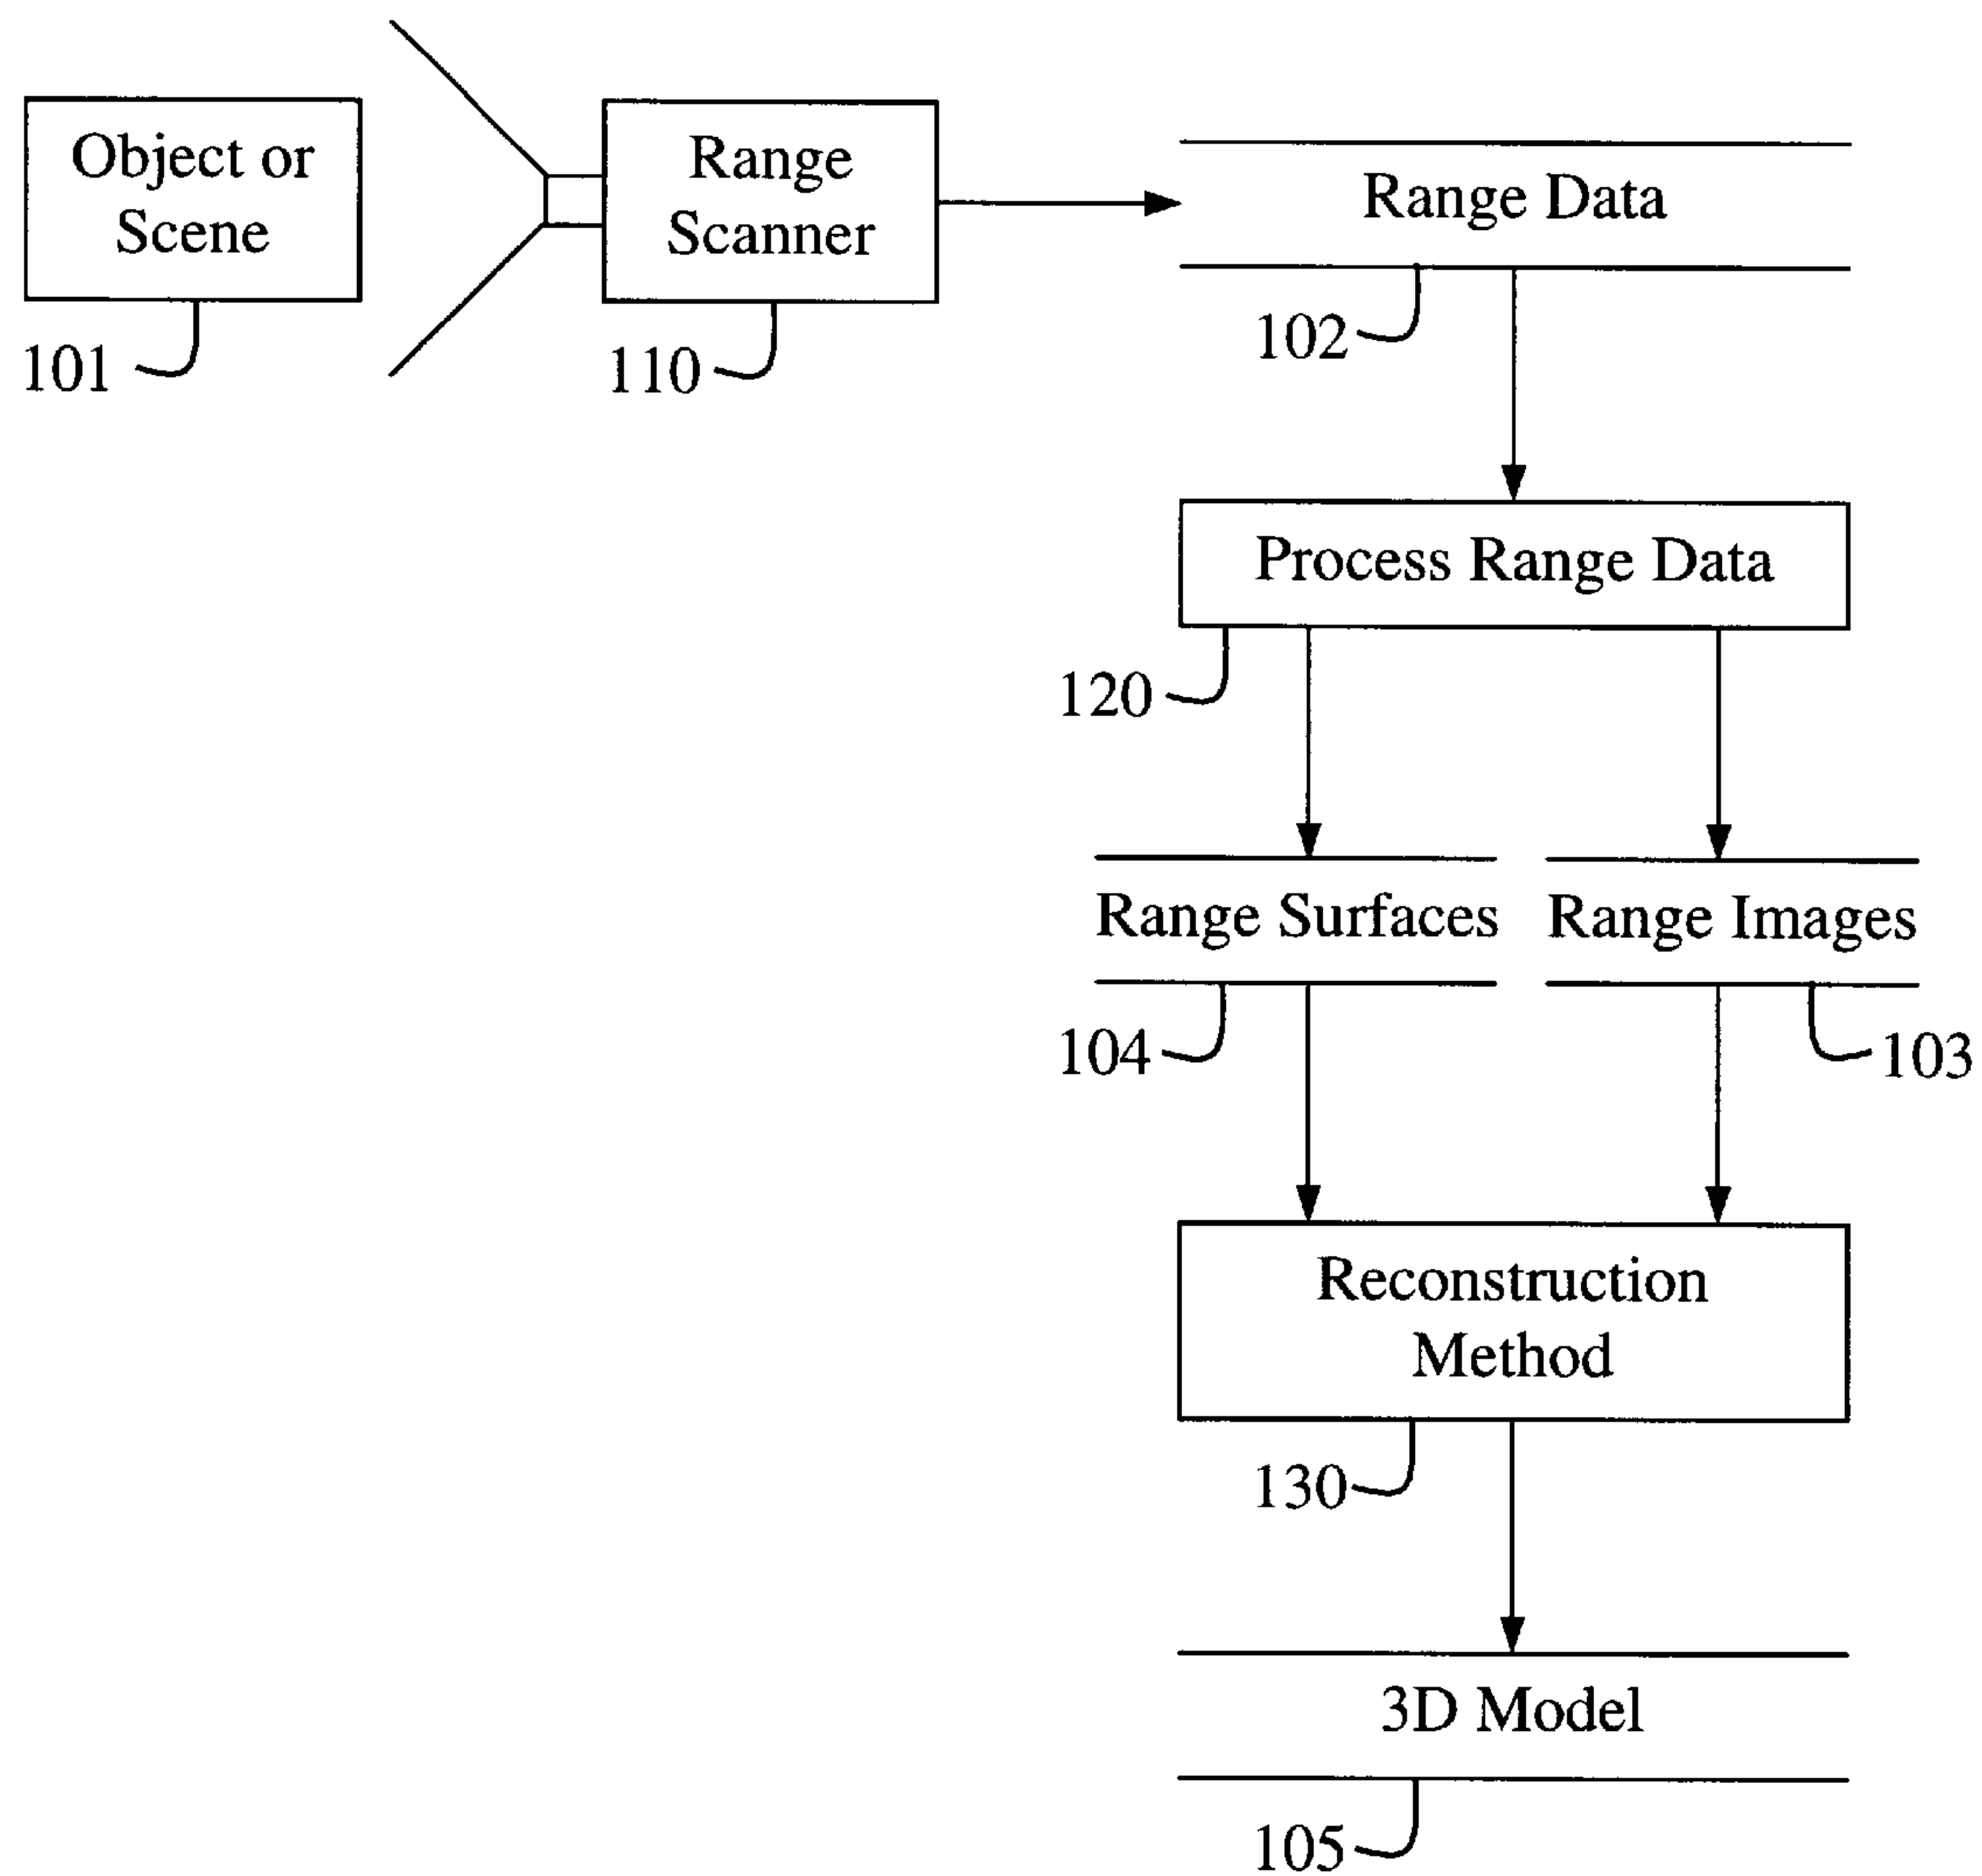 Object or
Scene
101
Range
Scanner
110
Range Data
102
Process Range Data
120
Range Surfaces
104
Range Images
103
Reconstruction
Method
130
3D Model
105